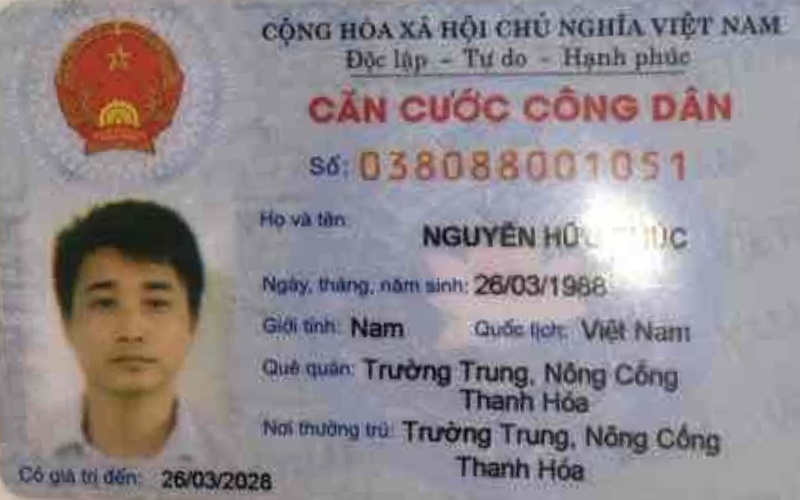 CỘNG HÒA XÃ HỘI CHỦ NGHĨA VIỆT NAM
Độc lập - Tự do - Hạnh phúc
CĂN CƯỚC CÔNG DÂN
Số: 038088001051
Họ và tên:
NGUYỄN
Ngày, tháng, năm sinh: 26/03/1988
Giới tính: Nam Quốc tịch: Việt Nam
Quê quán: Trường Trung, Nông Cống
Thanh Hóa
Nơi thường trú: Trường Trung, Nông Cống
Thanh Hóa
Có giá trị đến: 26/03/2028